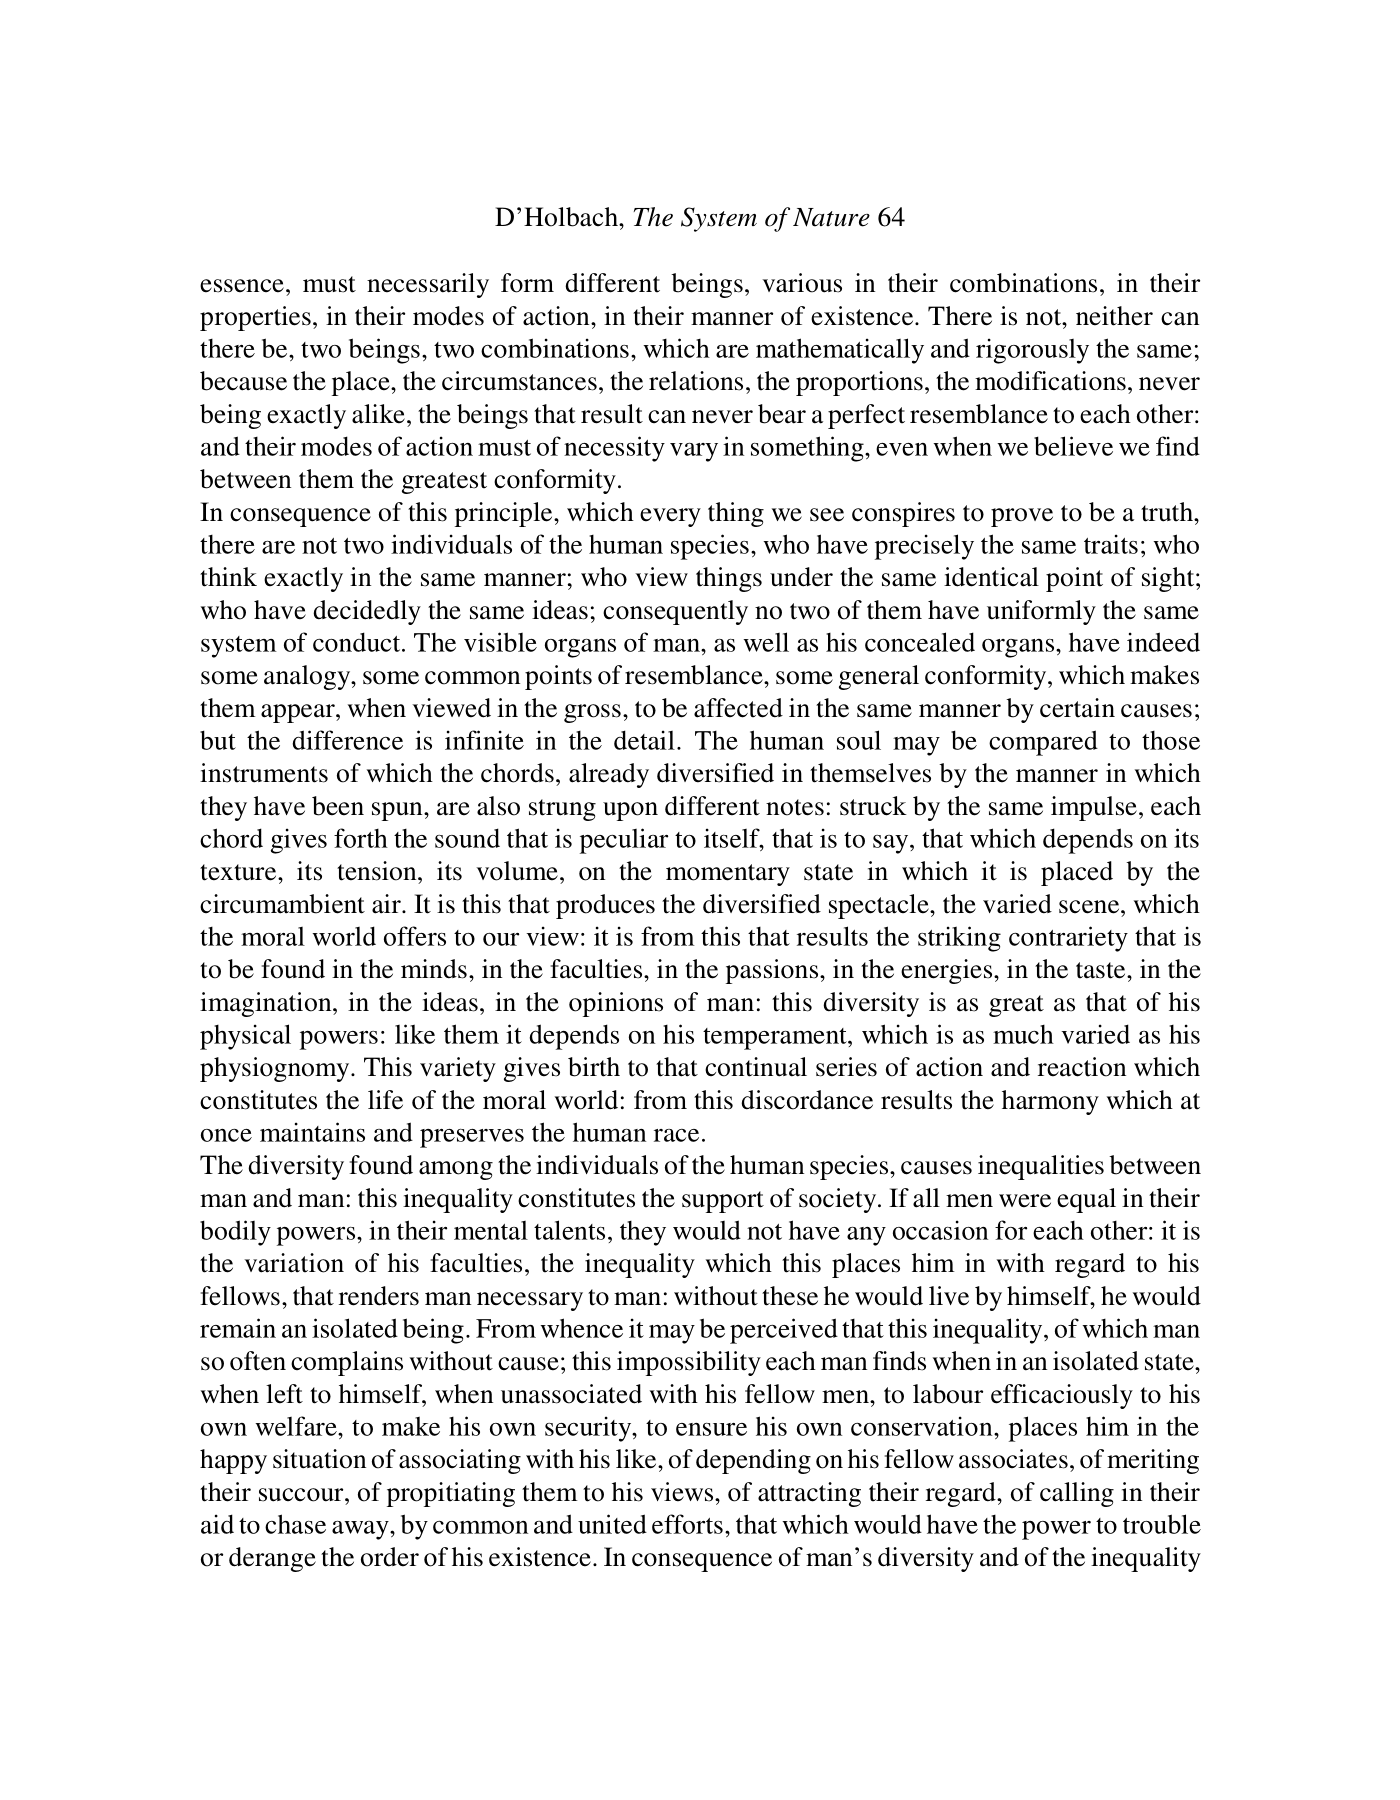 D’Holbach, The System of Nature 64
essence, must necessarily form different beings, various in their combinations, in their
properties, in their modes of action, in their manner of existence. There is not, neither can
there be, two beings, two combinations, which are mathematically and rigorously the same;
because the place, the circumstances, the relations, the proportions, the modifications, never
being exactly alike, the beings that result can never bear a perfect resemblance to each other:
and their modes of action must of necessity vary in something, even when we believe we find
between them the greatest conformity.
In consequence of this principle, which every thing we see conspires to prove to be a truth,
there are not two individuals of the human species, who have precisely the same traits; who
think exactly in the same manner; who view things under the same identical point of sight;
who have decidedly the same ideas; consequently no two of them have uniformly the same
system of conduct. The visible organs of man, as well as his concealed organs, have indeed
some analogy, some common points of resemblance, some general conformity, which makes
them appear, when viewed in the gross, to be affected in the same manner by certain causes;
but the difference is infinite in the detail. The human soul may be compared to those
instruments of which the chords, already diversified in themselves by the manner in which
they have been spun, are also strung upon different notes: struck by the same impulse, each
chord gives forth the sound that is peculiar to itself, that is to say, that which depends on its
texture, its tension, its volume, on the momentary state in which it is placed by the
circumambient air. It is this that produces the diversified spectacle, the varied scene, which
the moral world offers to our view: it is from this that results the striking contrariety that is
to be found in the minds, in the faculties, in the passions, in the energies, in the taste, in the
imagination, in the ideas, in the opinions of man: this diversity is as great as that of his
physical powers: like them it depends on his temperament, which is as much varied as his
physiognomy. This variety gives birth to that continual series of action and reaction which
constitutes the life of the moral world: from this discordance results the harmony which at
once maintains and preserves the human race.
The diversity found among the individuals of the human species, causes inequalities between
man and man: this inequality constitutes the support of society. If all men were equal in their
bodily powers, in their mental talents, they would not have any occasion for each other: it is
the variation of his faculties, the inequality which this places him in with regard to his
fellows, that renders man necessary to man: without these he would live by himself, he would
remain an isolated being. From whence it may be perceived that this inequality, of which man
so often complains without cause; this impossibility each man finds when in an isolated state,
when left to himself, when unassociated with his fellow men, to labour efficaciously to his
own welfare, to make his own security, to ensure his own conservation, places him in the
happy situation of associating with his like, of depending on his fellow associates, of meriting
their succour, of propitiating them to his views, of attracting their regard, of calling in their
aid to chase away, by common and united efforts, that which would have the power to trouble
or derange the order of his existence. In consequence of man’s diversity and of the inequality